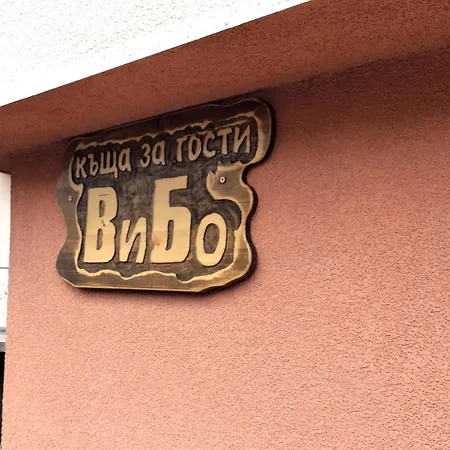 къща за гости
ВиБо